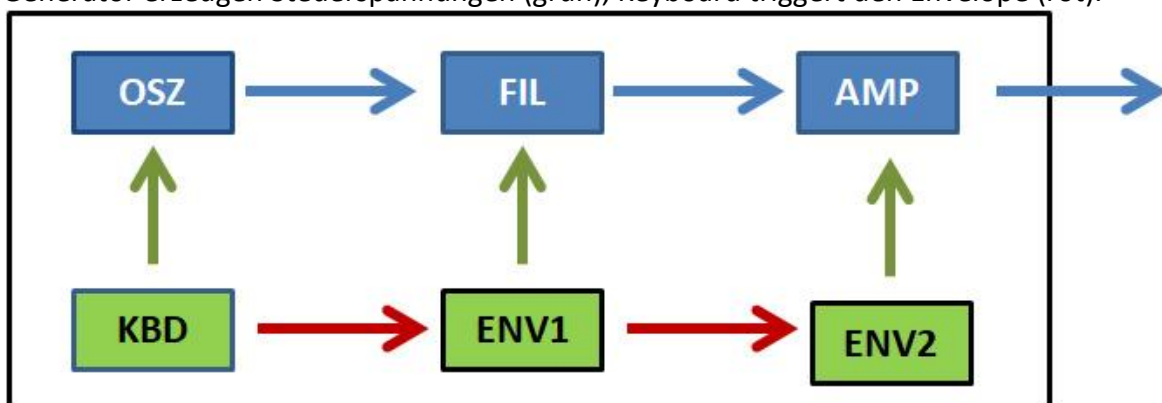 Generator erzeugen Steuerspannungen (grün), Keyboard triggert den Envelope (rot).
OSZ FIL AMP
KBD ENV1 ENV2